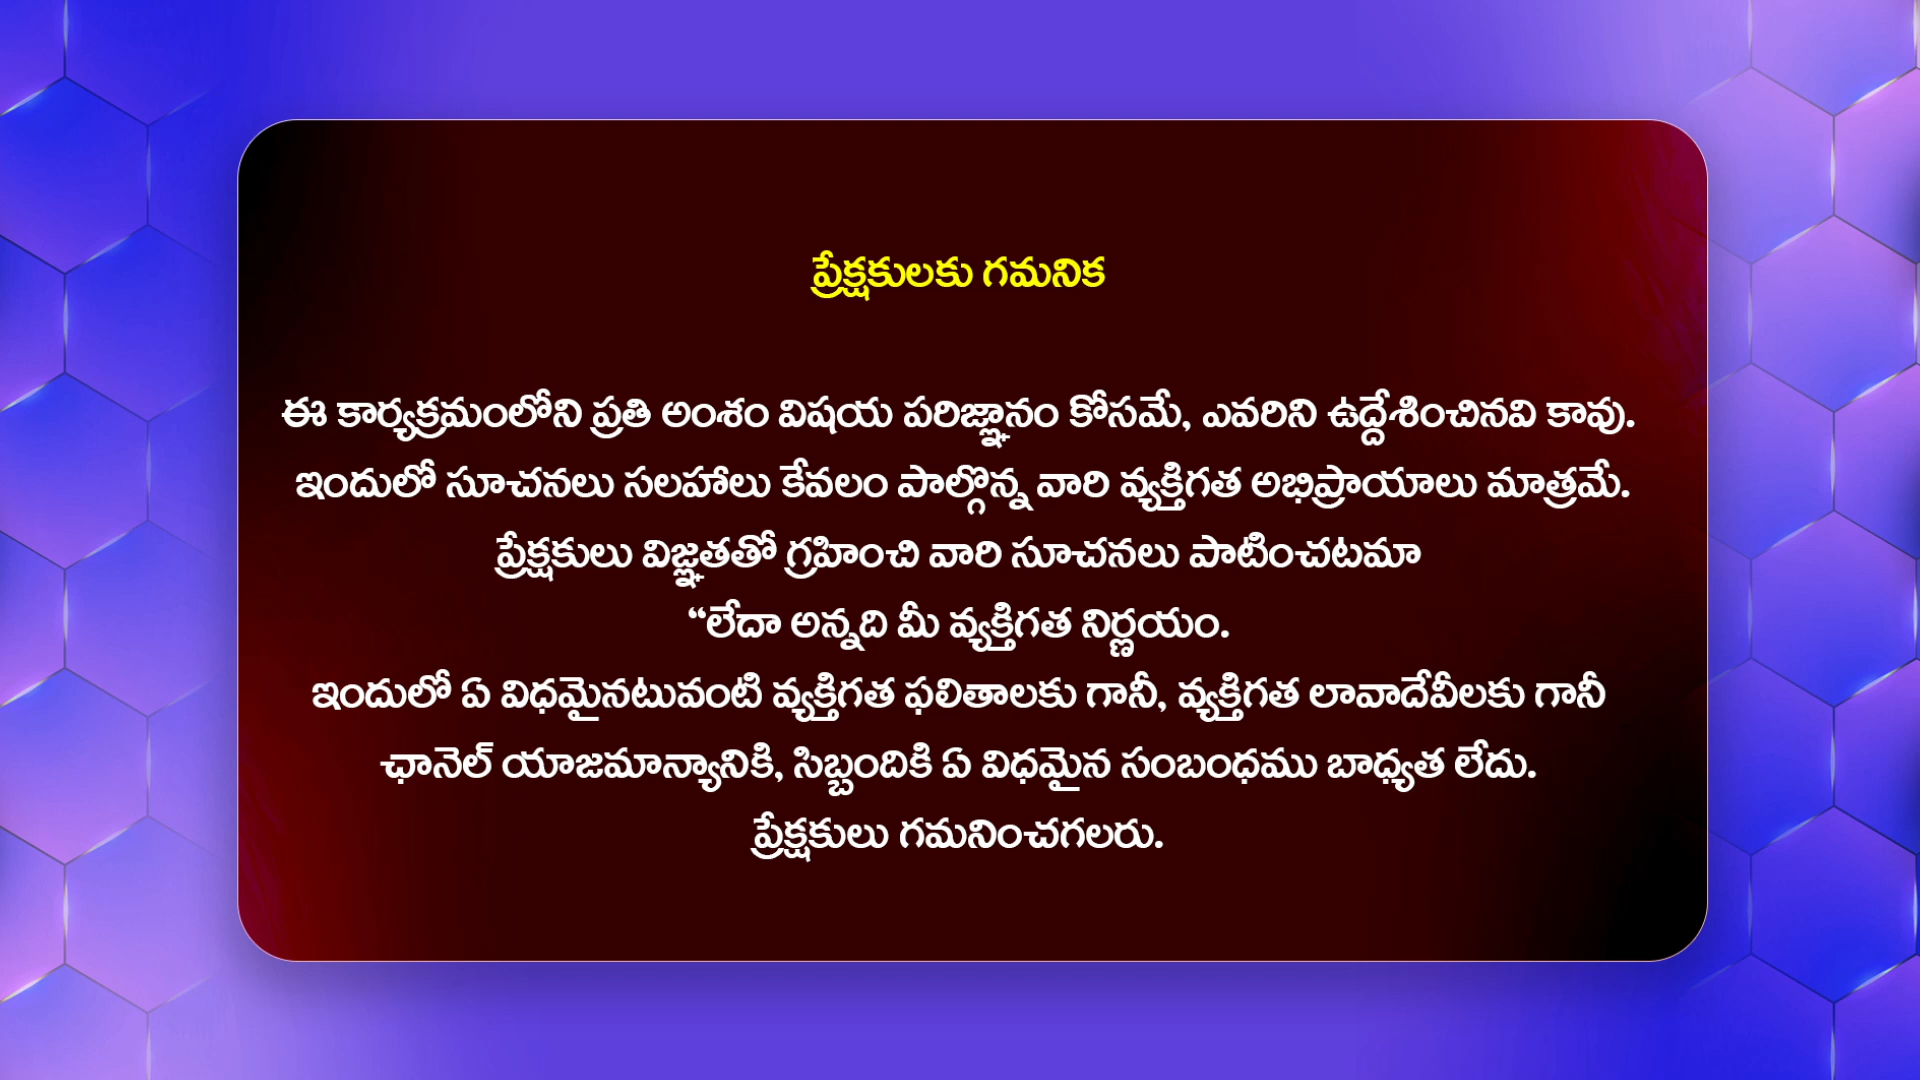 ప్రేక్షకులకు గమనిక
ఈ కార్యక్రమంలోని ప్రతి అంశం విషయ పరిజ్ఞానం కోసమే, ఎవరిని ఉద్దేశించినవి కావు.
ఇందులో సూచనలు సలహాలు కేవలం పాల్గొన్న వారి వ్యక్తిగత అభిప్రాయాలు మాత్రమే.
ప్రేక్షకులు విజ్ఞతతో గ్రహించి వారి సూచనలు పాటించటమా
“లేదా అన్నది మీ వ్యక్తిగత నిర్ణయం.
ఇందులో ఏ విధమైనటువంటి వ్యక్తిగత ఫలితాలకు గానీ, వ్యక్తిగత లావాదేవీలకు గానీ
ఛానెల్ యాజమాన్యానికి, సిబ్బందికి ఏ విధమైన సంబంధము బాధ్యత లేదు.
ప్రేక్షకులు గమనించగలరు.